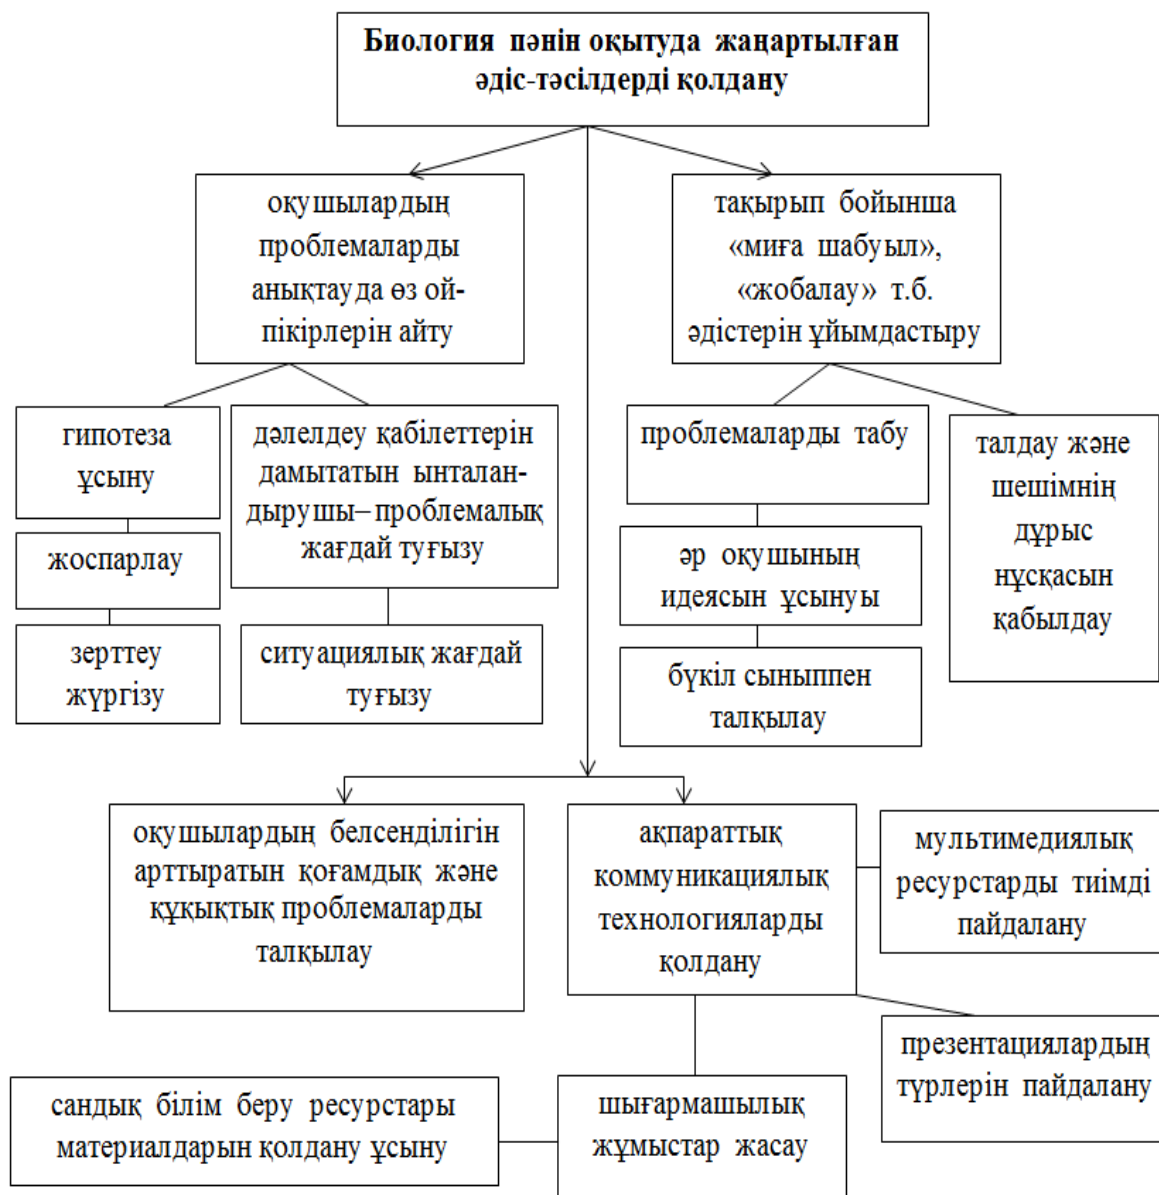 Биология пәнін оқытуда жаңартылған
әдіс-тәсілдерді қолдану
оқушылардың
проблемаларды
анықтауда өз ой-
пікірлерін айту
тақырып бойынша
«миға шабуыл»,
«жобалау» т.б.
әдістерін ұйымдастыру
гипотеза
ұсыну
дәлелдеу қабілеттерін
дамытатын ынталан-
дырушы–проблемалық
жағдай туғызу
проблемаларды табу
талдау және
шешімнің
дұрыс
нұсқасын
қабылдау
жоспарлау
әр оқушының
идеясын ұсынуы
зерттеу
жүргізу
ситуациялық жағдай
туғызу
бүкіл сыныппен
талқылау
оқушылардың белсенділігін
арттыратын қоғамдық және
құқықтық проблемаларды
талқылау
ақпараттық
коммуникациялық
технологияларды
қолдану
мультимедиялық
ресурстарды тиімді
пайдалану
презентациялардың
түрлерін пайдалану
сандық білім беру ресурстары
материалдарын қолдану ұсыну
шығармашылық
жұмыстар жасау